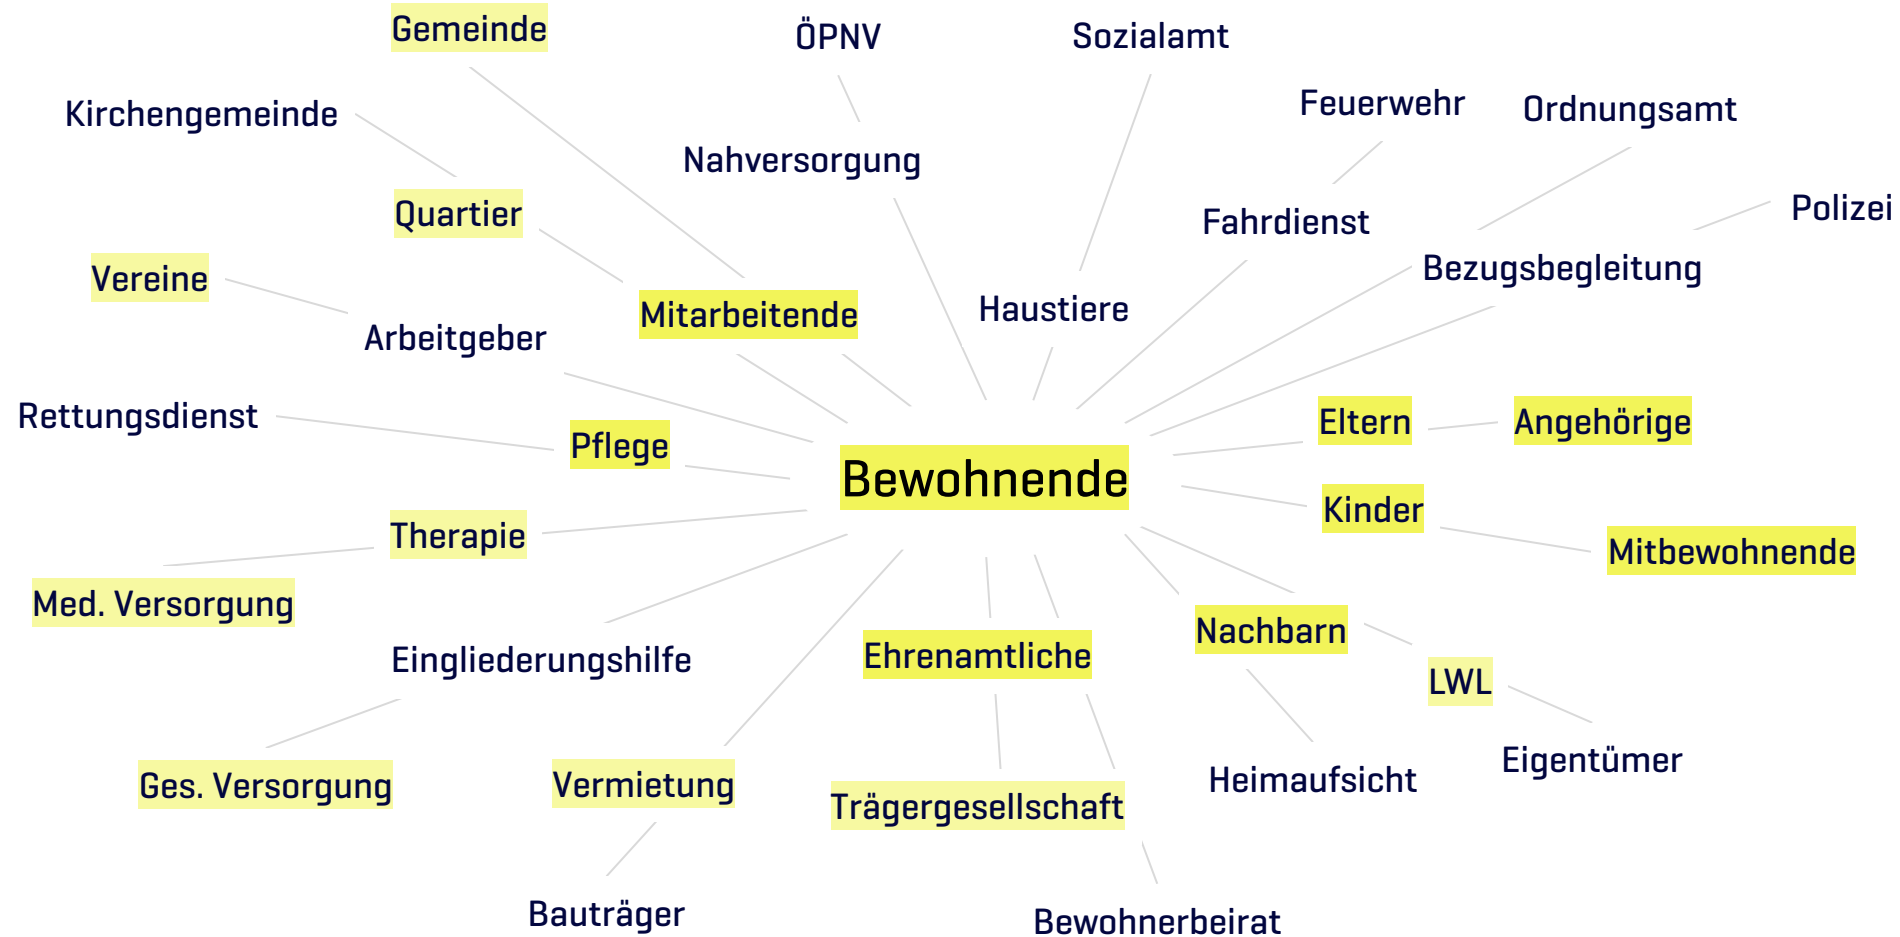 Gemeinde
ÖPNV
Sozialamt
Feuerwehr
Ordnungsamt
Kirchengemeinde
Nahversorgung
Quartier
Fahrdienst
Polizei
Vereine
Bezugsbegleitung
Mitarbeitende
Haustiere
Arbeitgeber
Rettungsdienst
Pflege
Eltern
Angehörige
Bewohnende
Kinder
Therapie
Mitbewohnende
Med. Versorgung
Nachbarn
Eingliederungshilfe
Ehrenamtliche
LWL
Ges. Versorgung
Vermietung
Trägergesellschaft
Heimaufsicht
Eigentümer
Bauträger
Bewohnerbeirat